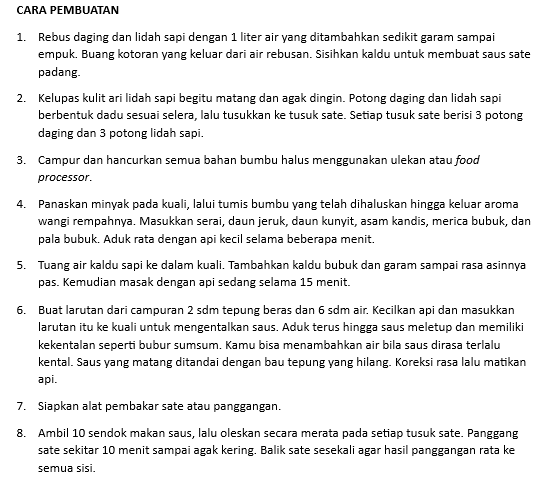 CARA PEMBUATAN
1. Rebus daging dan lidah sapi dengan 1 liter air yang ditambahkan sedikit garam sampai
empuk. Buang kotoran yang keluar dari air rebusan. Sisihkan kaldu untuk membuat saus sate
padang.
2. Kelupas kulit ari lidah sapi begitu matang dan agak dingin. Potong daging dan lidah sapi
berbentuk dadu sesuai selera, lalu tusukkan ke tusuk sate. Setiap tusuk sate berisi 3 potong
daging dan 3 potong lidah sapi.
3. Campur dan hancurkan semua bahan bumbu halus menggunakan ulekan atau food
processor.
4. Panaskan minyak pada kuali, lalui tumis bumbu yang telah dihaluskan hingga keluar aroma
wangi rempahnya. Masukkan serai, daun jeruk, daun kunyit, asam kandis, merica bubuk, dan
pala bubuk. Aduk rata dengan api kecil selama beberapa menit.
5. Tuang air kaldu sapi ke dalam kuali. Tambahkan kaldu bubuk dan garam sampai rasa asinnya
pas. Kemudian masak dengan api sedang selama 15 menit.
6. Buat larutan dari campuran 2 sdm tepung beras dan 6 sdm air. Kecilkan api dan masukkan
larutan itu ke kuali untuk mengentalkan saus. Aduk terus hingga saus meletup dan memiliki
kekentalan seperti bubur sumsum. Kamu bisa menambahkan air bila saus dirasa terlalu
kental. Saus yang matang ditandai dengan bau tepung yang hilang. Koreksi rasa lalu matikan
api.
7. Siapkan alat pembakar sate atau panggangan.
8. Ambil 10 sendok makan saus, lalu oleskan secara merata pada setiap tusuk sate. Panggang
sate sekitar 10 menit sampai agak kering. Balik sate sesekali agar hasil panggangan rata ke
semua sisi.